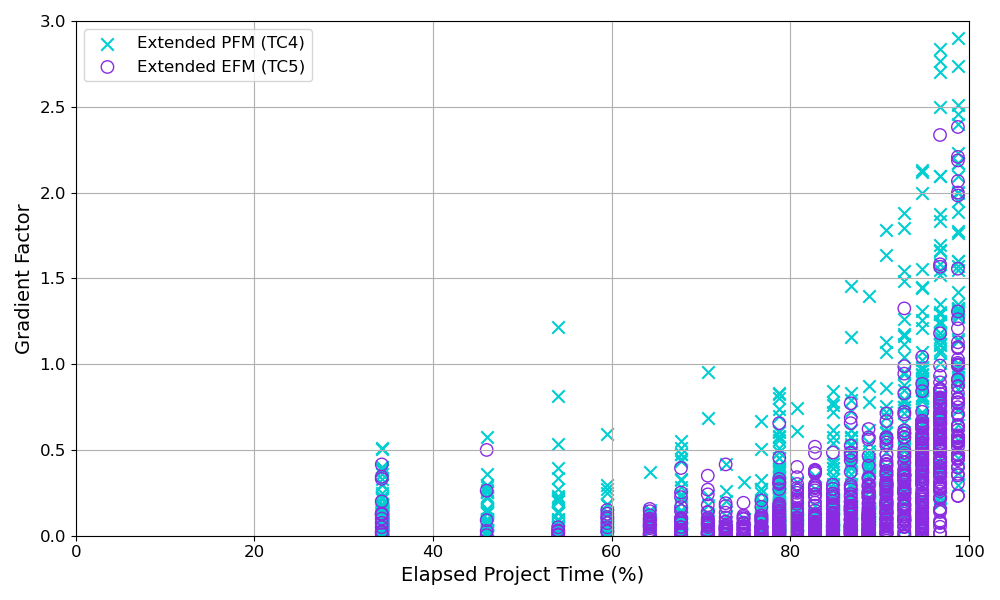 3.0
2.5
2.0
1.5
1.0
0.5
0.0
Gradient Factor
Extended PFM (TC4)
Extended EFM (TC5)
0 20 40 60 80 100
Elapsed Project Time (%)